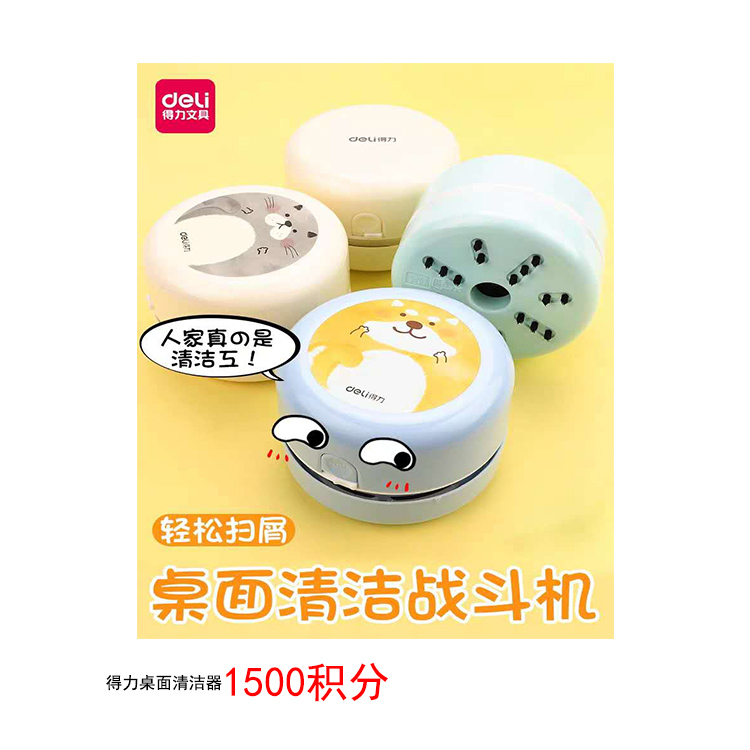 deli
得力文具
deli得力
deli得力
人家真の是
清洁互！
deli得力
轻松扫屑
桌面清洁战斗机
得力桌面清洁器1500积分